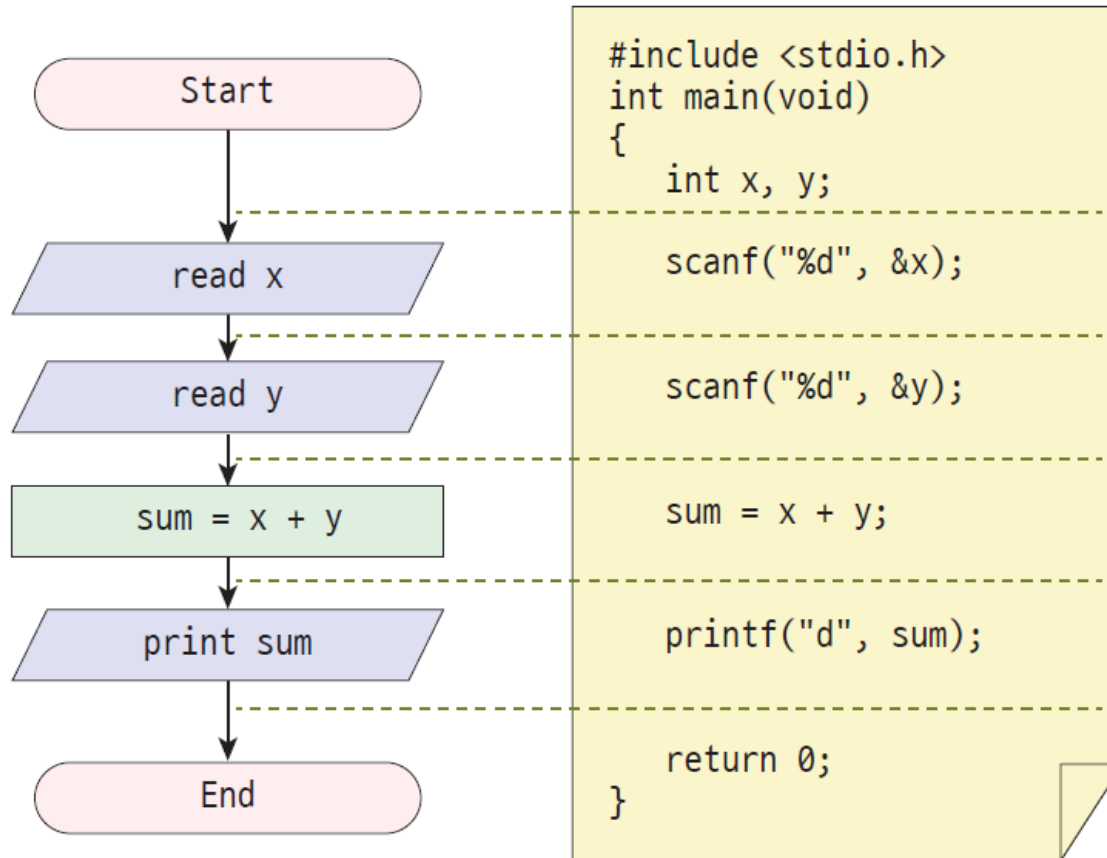 Start
read x
read y
sum = x + y
print sum
End
#include <stdio.h>
int main(void)
{
int x, y;
scanf("%d", &x);
scanf("%d", &y);
sum = x + y;
printf("d", sum);
return 0;
}